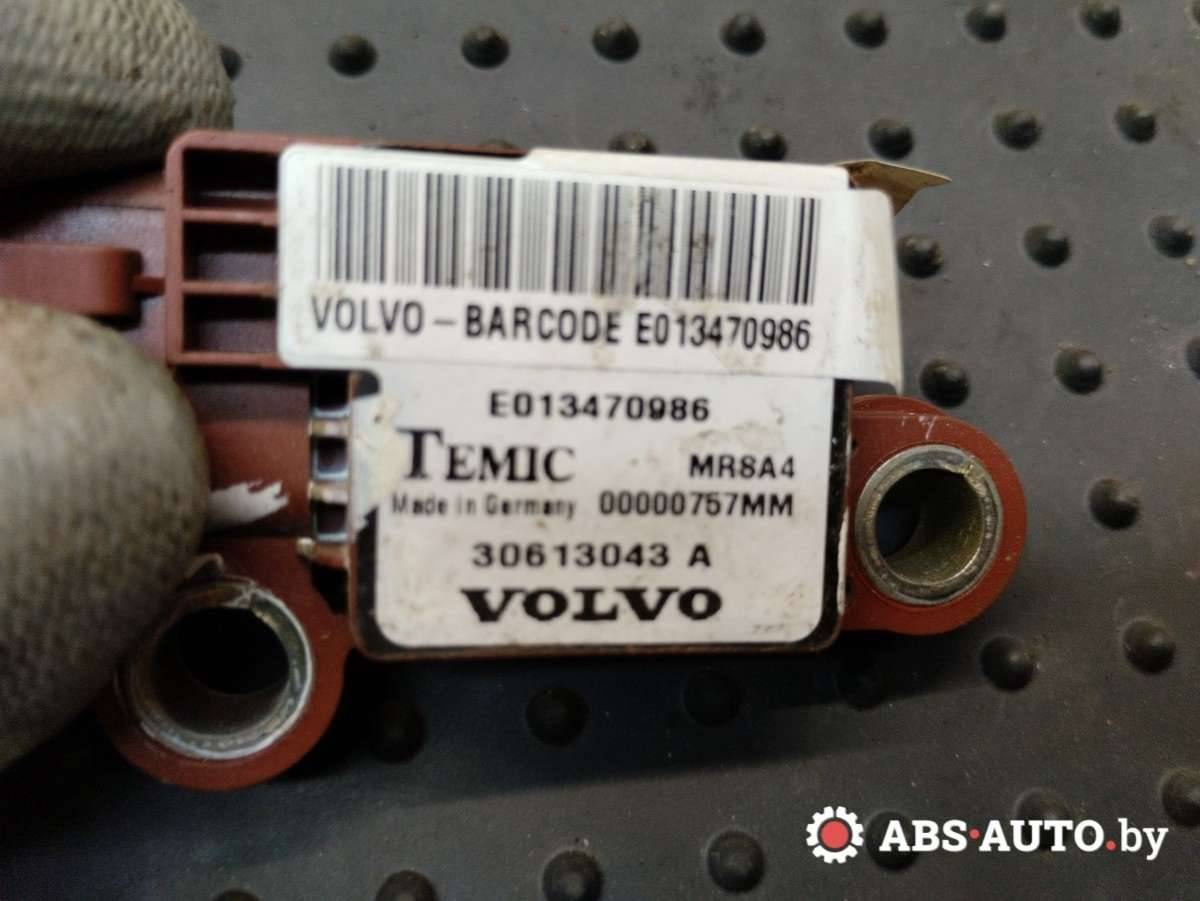 VOLVO - BARCODE E013470986
E013470986
TEMIC MR8A4
Made in Germany 00000757MM
30613043 A
VOLVO
ABS·AUTO.by